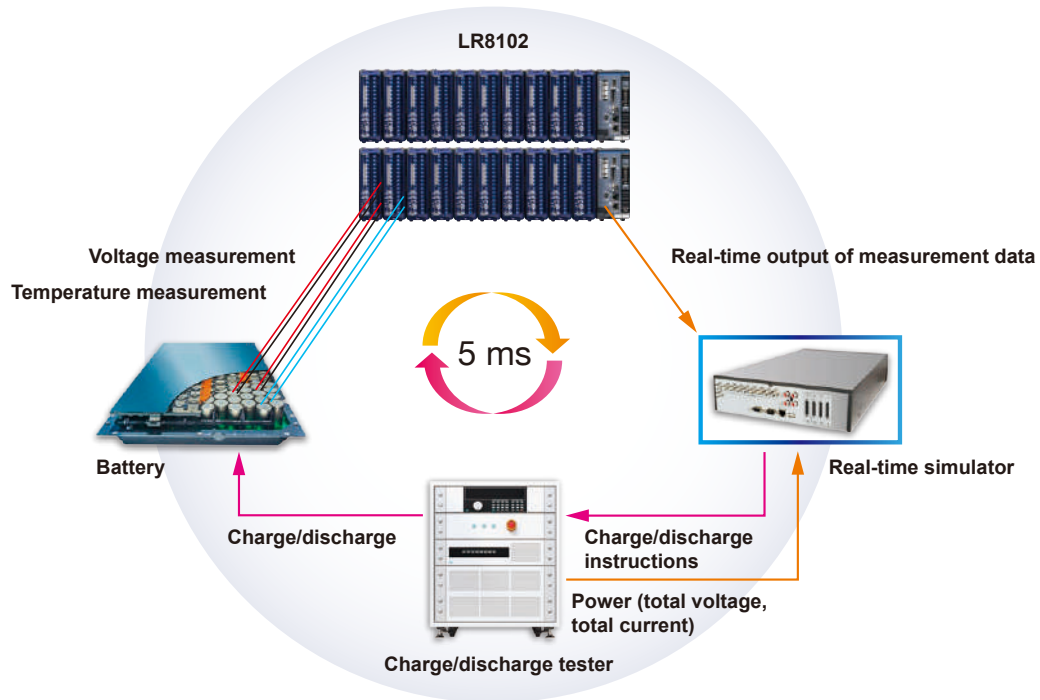 LR8102
Voltage measurement
Temperature measurement
Real-time output of measurement data
5 ms
Battery
Real-time simulator
Charge/discharge
Charge/discharge
instructions
Power (total voltage,
total current)
Charge/discharge tester